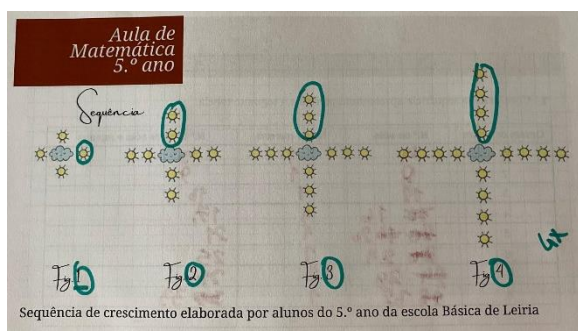 Aula de
Matemática
5.º ano
Sequência
4x
Fig 1 Fig 2 Fig 3 Fig 4
Sequência de crescimento elaborada por alunos do 5.º ano da escola Básica de Leiria